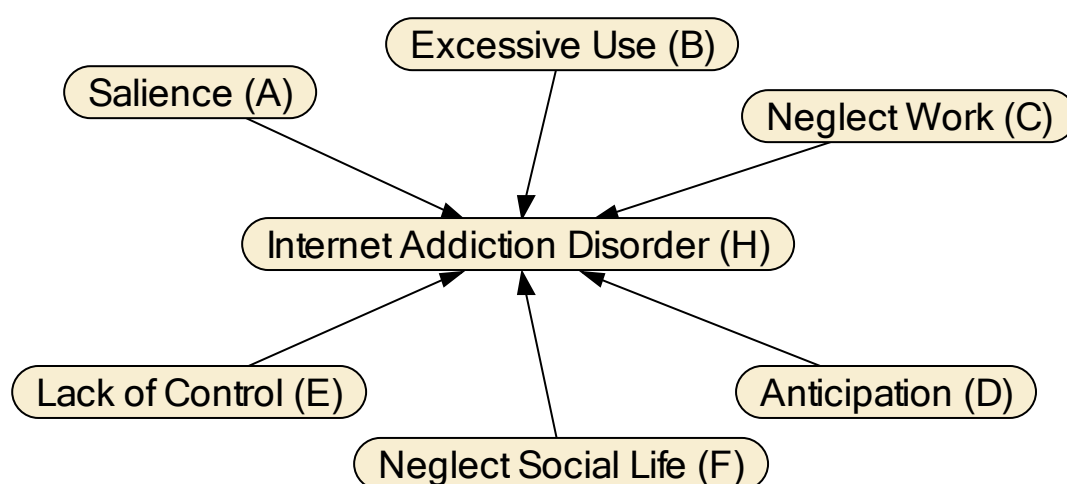 Excessive Use (B)
Salience (A)
Neglect Work (C)
Internet Addiction Disorder (H)
Lack of Control (E)
Anticipation (D)
Neglect Social Life (F)